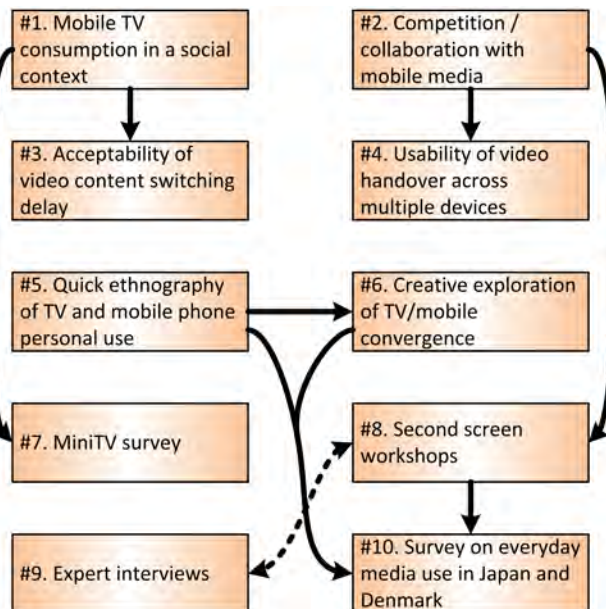 #1. Mobile TV
consumption in a social
context
#2. Competition /
collaboration with
mobile media
#3. Acceptability of
video content switching
delay
#4. Usability of video
handover across
multiple devices
#5. Quick ethnography
of TV and mobile phone
personal use
#6. Creative exploration
of TV/mobile
convergence
#7. MiniTV survey
#8. Second screen
workshops
#9. Expert interviews
#10. Survey on everyday
media use in Japan and
Denmark